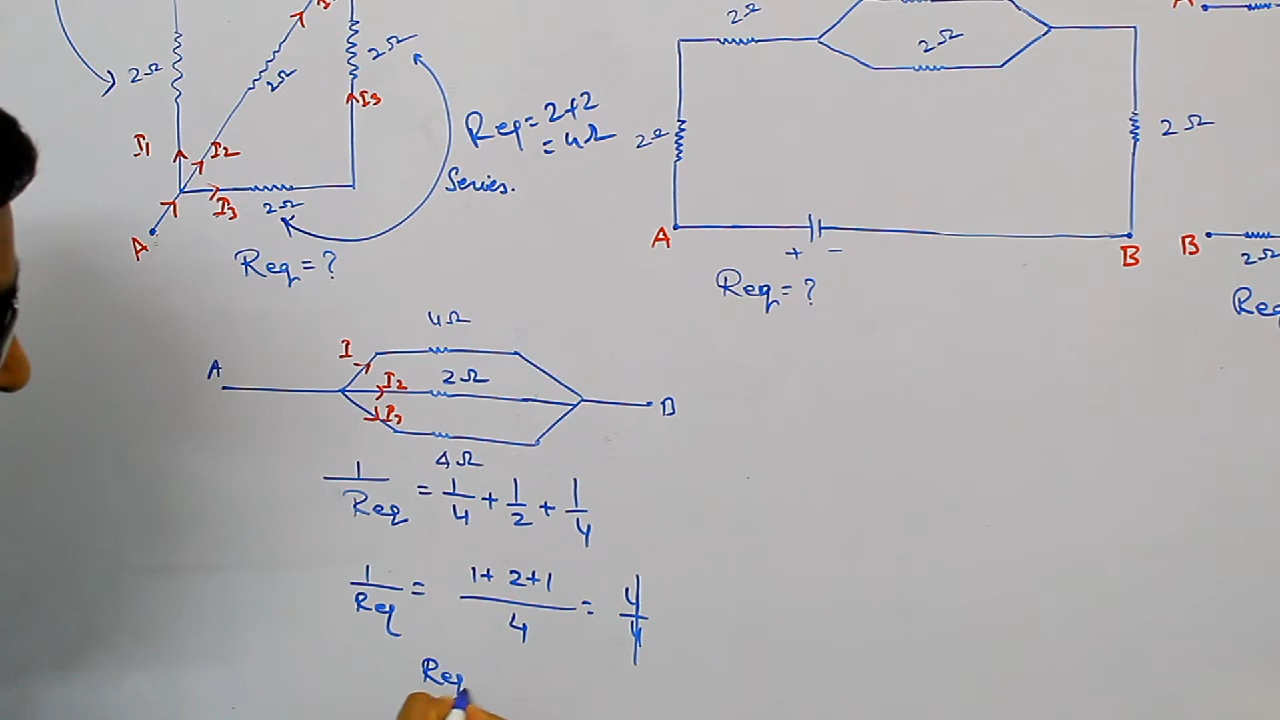 2Ω
2Ω
2Ω
I1
I2
I3
I3
2Ω
A
Req = ?
Req = 2+2
= 4Ω
Series.
2Ω
2Ω
2Ω
2Ω
A
+ -
B
Req = ?
A
B
2Ω
Req
4Ω
A
I
I2
2Ω
I3
B
4Ω
1/Req = 1/4 + 1/2 + 1/4
1/Req = 1+2+1/4 = 4/4
Req